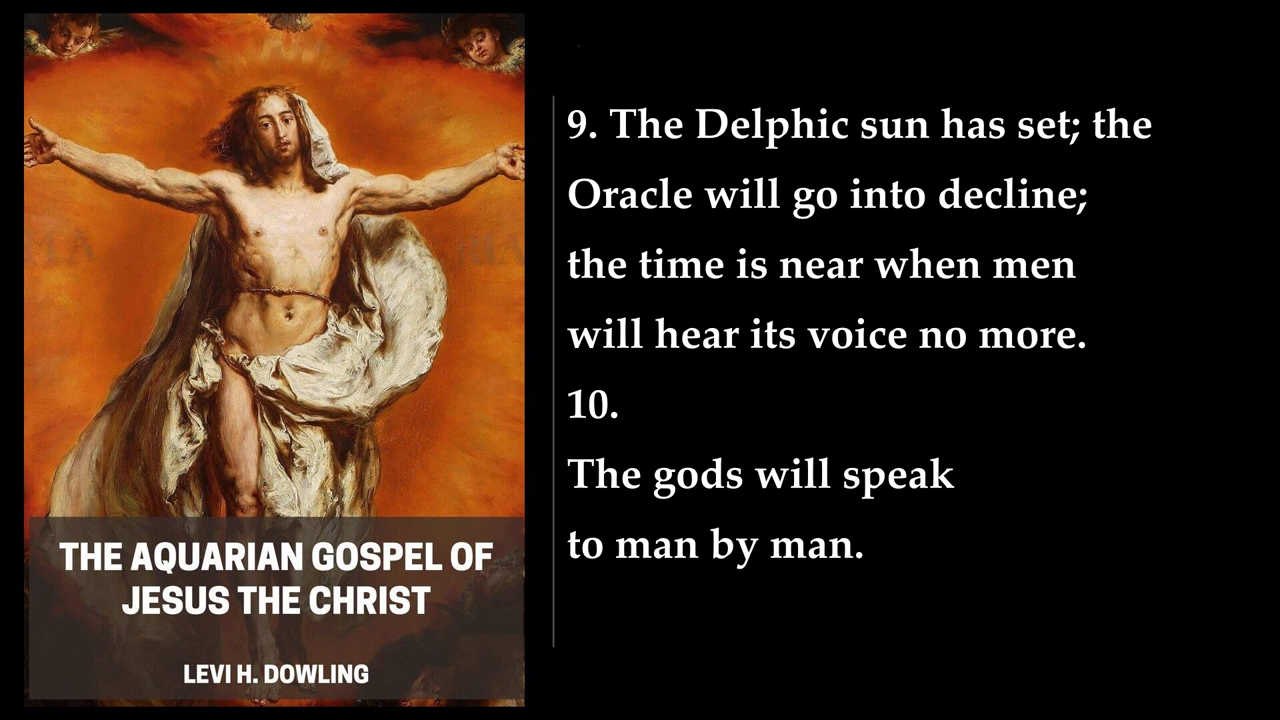 THE AQUARIAN GOSPEL OF
JESUS THE CHRIST
LEVI H. DOWLING
9. The Delphic sun has set; the
Oracle will go into decline;
the time is near when men
will hear its voice no more.
10.
The gods will speak
to man by man.